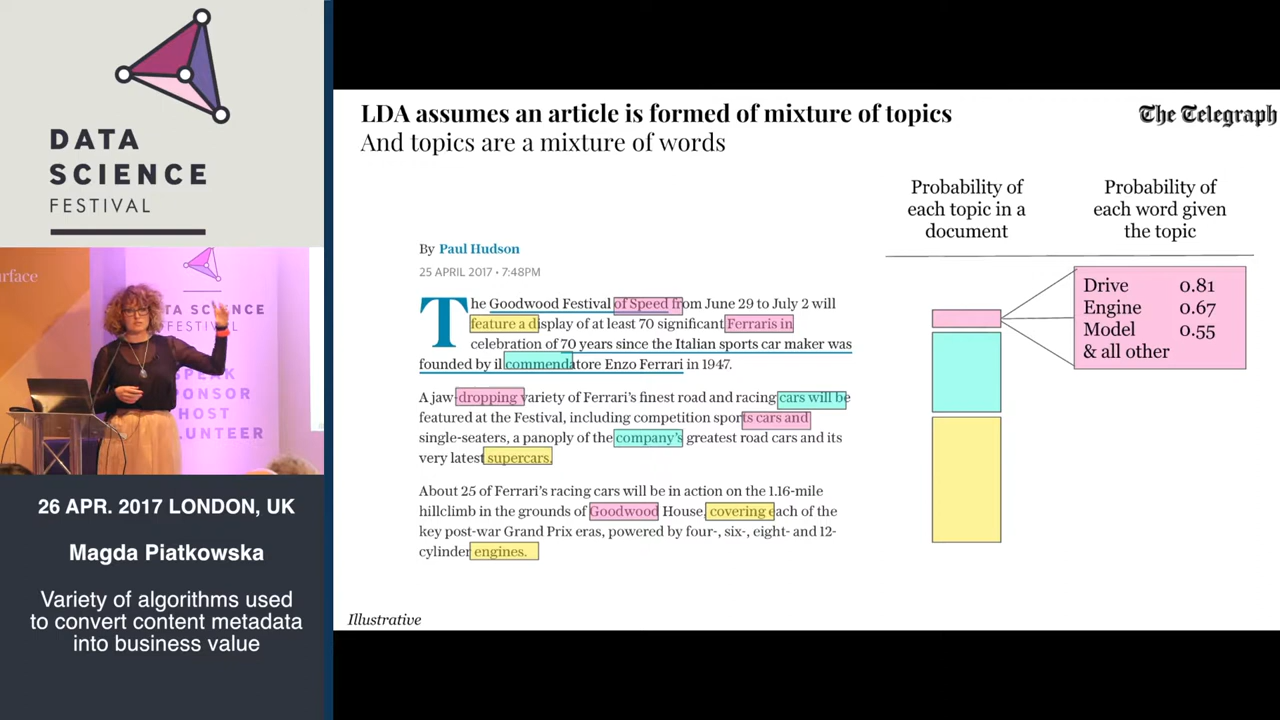 DATA
SCIENCE
FESTIVAL
rface
TA SCIENCE
FESTIVAL
SPEAK
SPONSOR
HOST
LUNTEER
26 APR. 2017 LONDON, UK
Magda Piatkowska
Variety of algorithms used
to convert content metadata
into business value
LDA assumes an article is formed of mixture of topics
And topics are a mixture of words
The Telegraph
By Paul Hudson
25 APRIL 2017 • 7:48PM
The Goodwood Festival of Speed from June 29 to July 2 will
feature a display of at least 70 significant Ferraris in
celebration of 70 years since the Italian sports car maker was
founded by il commendatore Enzo Ferrari in 1947.
A jaw-dropping variety of Ferrari's finest road and racing cars will be
featured at the Festival, including competition sports cars and
single-seaters, a panoply of the company's greatest road cars and its
very latest supercars.
About 25 of Ferrari's racing cars will be in action on the 1.16-mile
hillclimb in the grounds of Goodwood House, covering each of the
key post-war Grand Prix eras, powered by four-, six-, eight- and 12-
cylinder engines.
Probability of
each topic in a
document
Probability of
each word given
the topic
Drive 0.81
Engine 0.67
Model 0.55
& all other
Illustrative